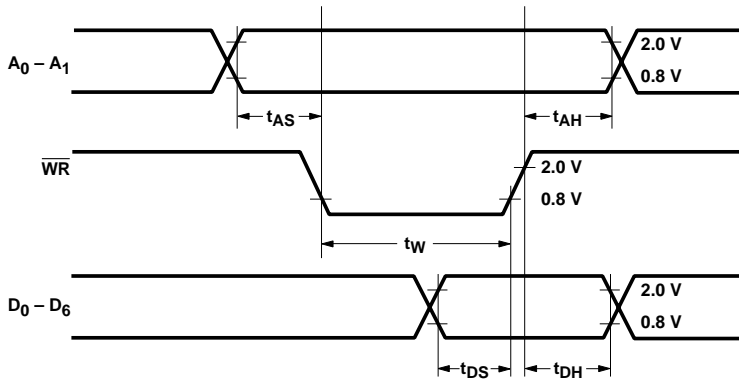 A0 – A1
2.0 V
0.8 V
tAS
tAH
WR
2.0 V
0.8 V
tW
D0 – D6
2.0 V
0.8 V
tDS
tDH